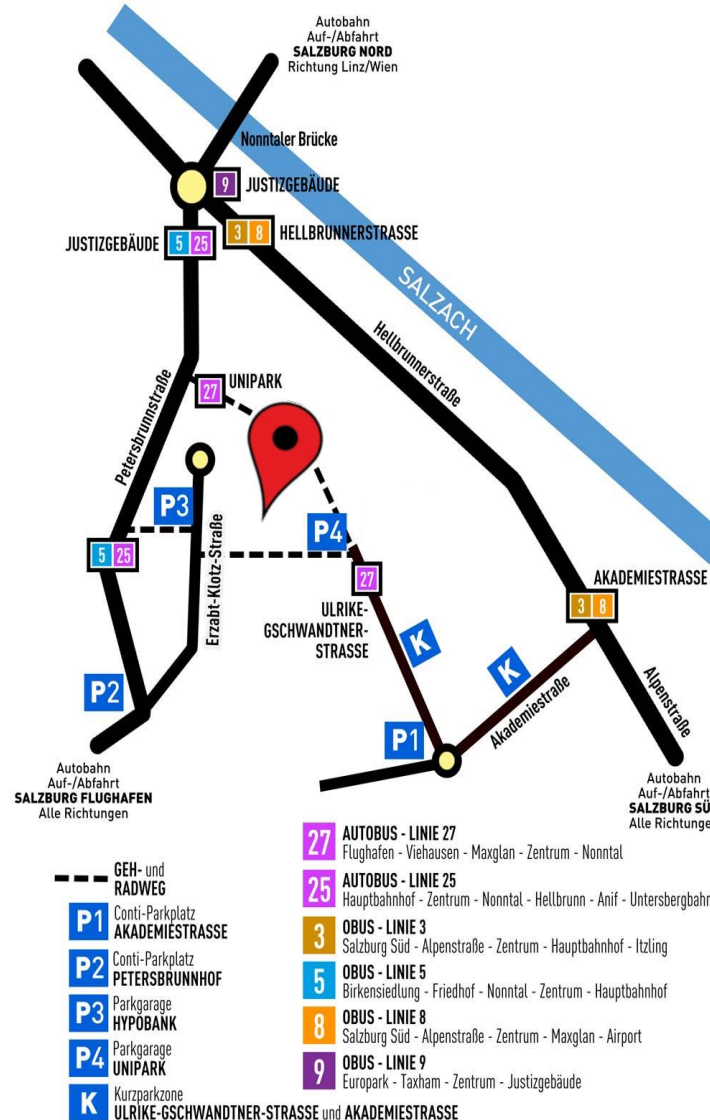 Autobahn
Auf-/Abfahrt
SALZBURG NORD
Richtung Linz/Wien
Nonntaler Brücke
9 JUSTIZGEBÄUDE
3 8 HELLBRUNNERSTRASSE
JUSTIZGEBÄUDE 5 25
SALZACH
Hellbrunnerstraße
27 UNIPARK
Petersbrunnstraße
P3
P4
5 25
Erzabt-Klotz-Straße
27
ULRIKE-
GSCHWANDTNER-
STRASSE
AKADEMIESTRASSE
3 8
K
K
Akademiestraße
Alpenstraße
P2
P1
Autobahn
Auf-/Abfahrt
SALZBURG FLUGHAFEN
Alle Richtungen
Autobahn
Auf-/Abfahrt
SALZBURG SÜ
Alle Richtunge
GEH- und
RADWEG
P1 Conti-Parkplatz
AKADEMIESTRASSE
P2 Conti-Parkplatz
PETERSBRUNNHOF
P3 Parkgarage
HYPOBANK
P4 Parkgarage
UNIPARK
K Kurzparkzone
ULRIKE-GSCHWANDTNER-STRASSE und AKADEMIESTRASSE
27 AUTOBUS - LINIE 27
Flughafen - Viehausen - Maxglan - Zentrum - Nonntal
25 AUTOBUS - LINIE 25
Hauptbahnhof - Zentrum - Nonntal - Hellbrunn - Anif - Untersbergbahn
3 OBUS - LINIE 3
Salzburg Süd - Alpenstraße - Zentrum - Hauptbahnhof - Itzling
5 OBUS - LINIE 5
Birkensiedlung - Friedhof - Nonntal - Zentrum - Hauptbahnhof
8 OBUS - LINIE 8
Salzburg Süd - Alpenstraße - Zentrum - Maxglan - Airport
9 OBUS - LINIE 9
Europark - Taxham - Zentrum - Justizgebäude